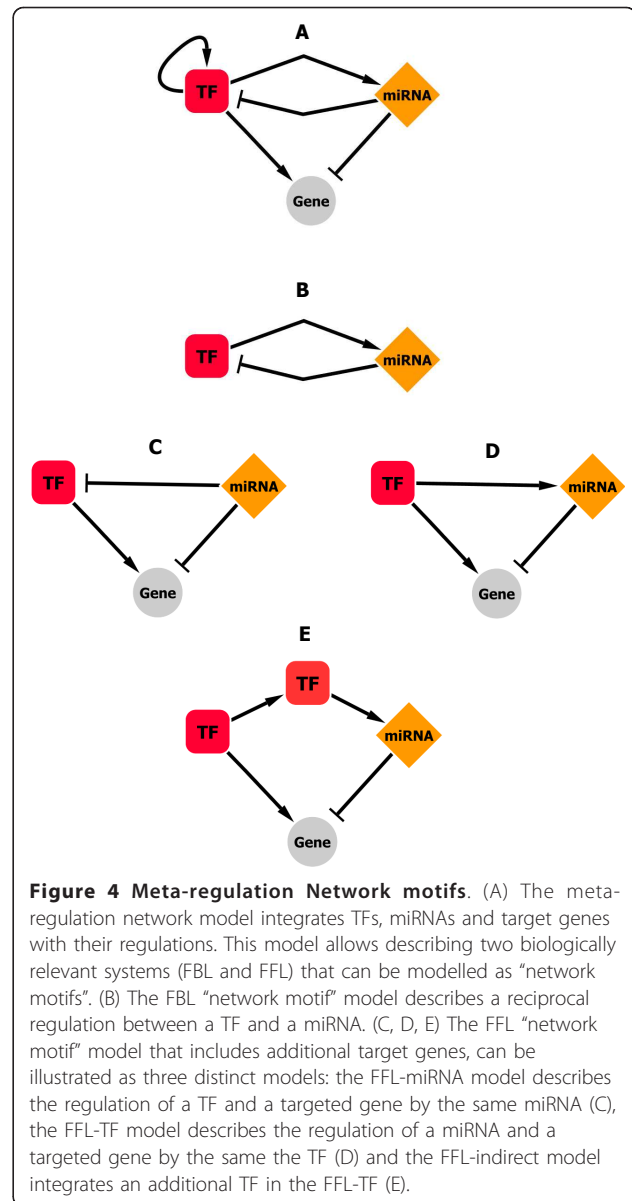 A
TF
miRNA
Gene
B
TF
miRNA
C
TF
miRNA
Gene
D
TF
miRNA
Gene
E
TF
TF
miRNA
Gene
Figure 4 Meta-regulation Network motifs. (A) The meta-
regulation network model integrates TFs, miRNAs and target genes
with their regulations. This model allows describing two biologically
relevant systems (FBL and FFL) that can be modelled as “network
motifs”. (B) The FBL “network motif” model describes a reciprocal
regulation between a TF and a miRNA. (C, D, E) The FFL “network
motif” model that includes additional target genes, can be
illustrated as three distinct models: the FFL-miRNA model describes
the regulation of a TF and a targeted gene by the same miRNA (C),
the FFL-TF model describes the regulation of a miRNA and a
targeted gene by the same the TF (D) and the FFL-indirect model
integrates an additional TF in the FFL-TF (E).